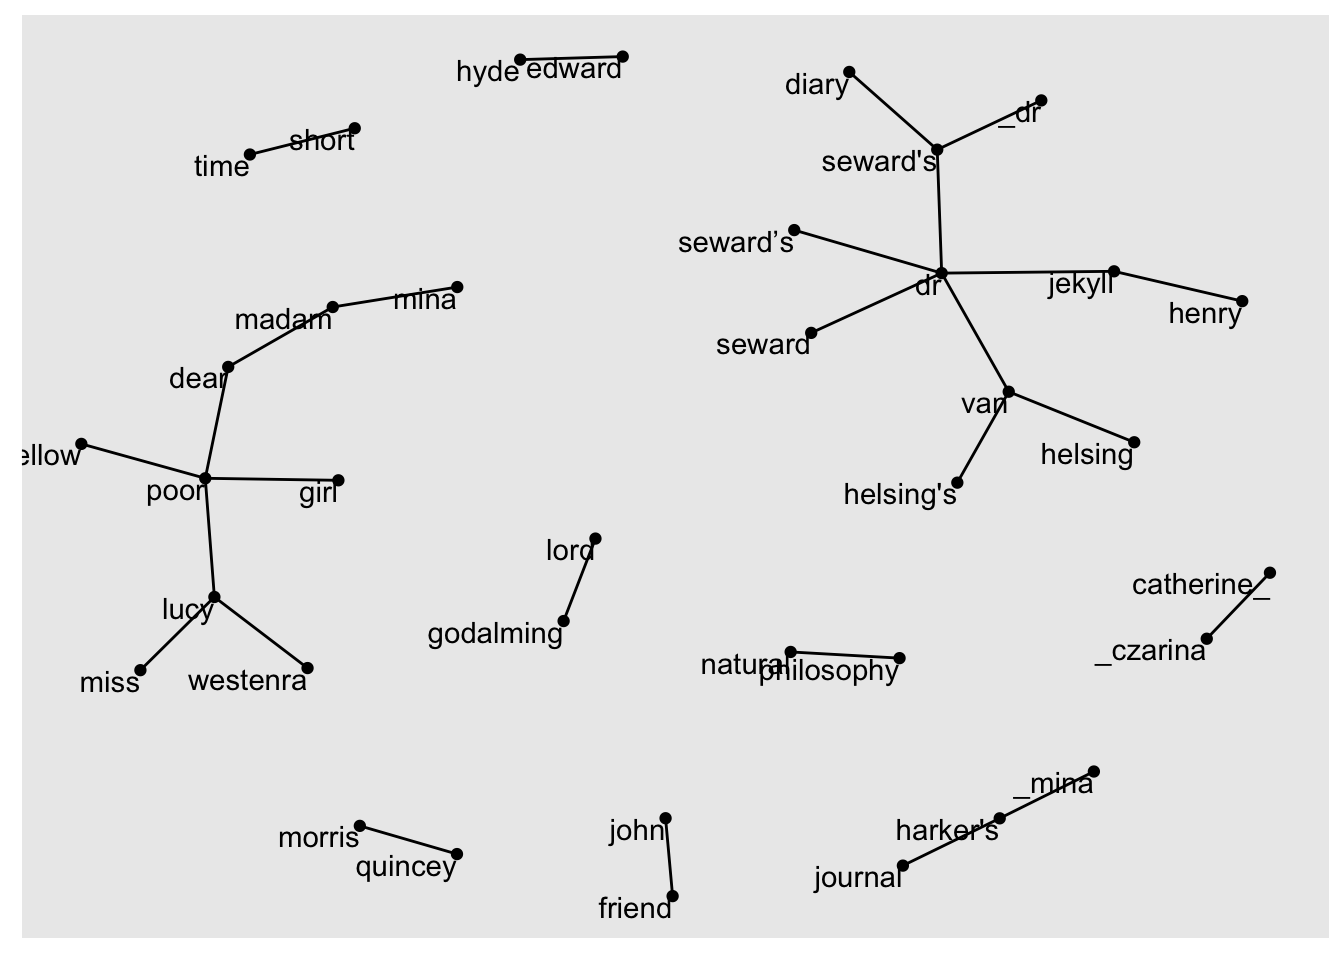 hyde
edward
diary
_dr
short
time
seward's
seward’s
dr
jekyll
henry
mina
madam
seward
dear
van
ellow
helsing
poor
girl
helsing's
lord
catherine_
lucy
godalming
_czarina
natural
philosophy
miss
westenra
_mina
morris
john
harker's
quincey
journal
friend